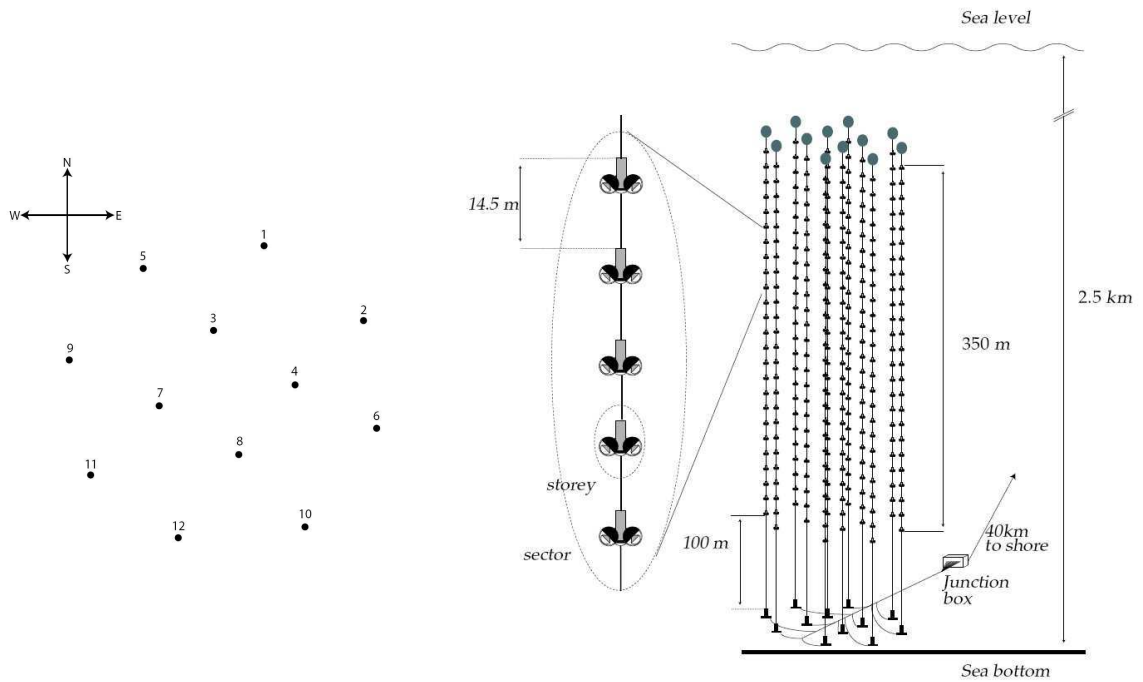 N
W
E
S
1
5
2
3
9
4
7
6
8
11
10
12
14.5 m
storey
sector
Sea level
2.5 km
350 m
100 m
40km
to shore
Junction
box
Sea bottom